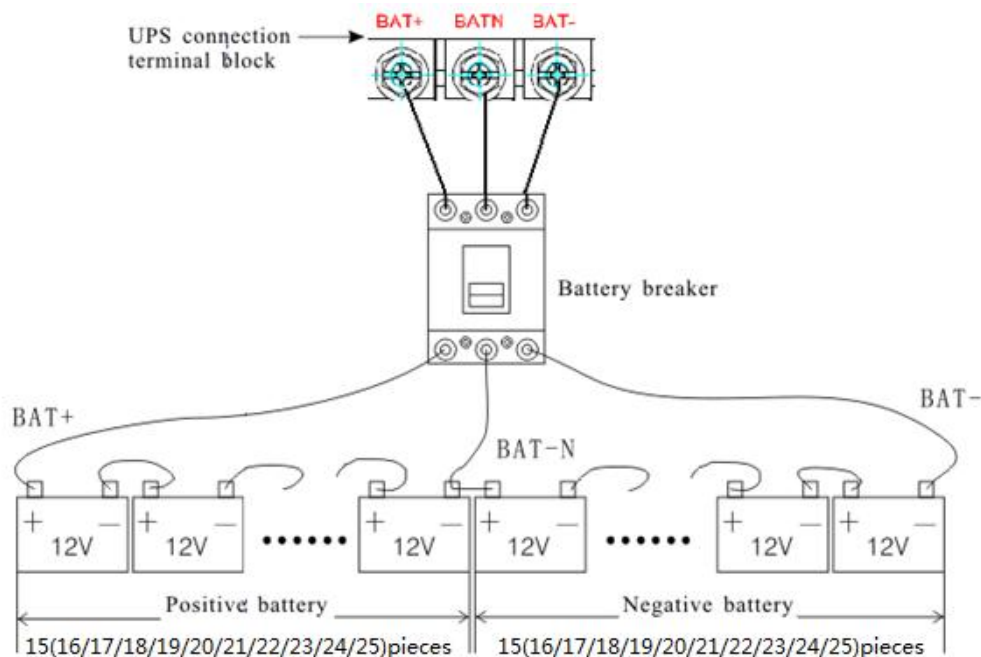 BAT+ BATN BAT-
UPS connection
terminal block
Battery breaker
BAT+
BAT-
BAT-N
+ — + — + — + — + — + —
12V 12V •••••• 12V 12V •••••• 12V 12V
Positive battery Negative battery
15(16/17/18/19/20/21/22/23/24/25)pieces 15(16/17/18/19/20/21/22/23/24/25)pieces